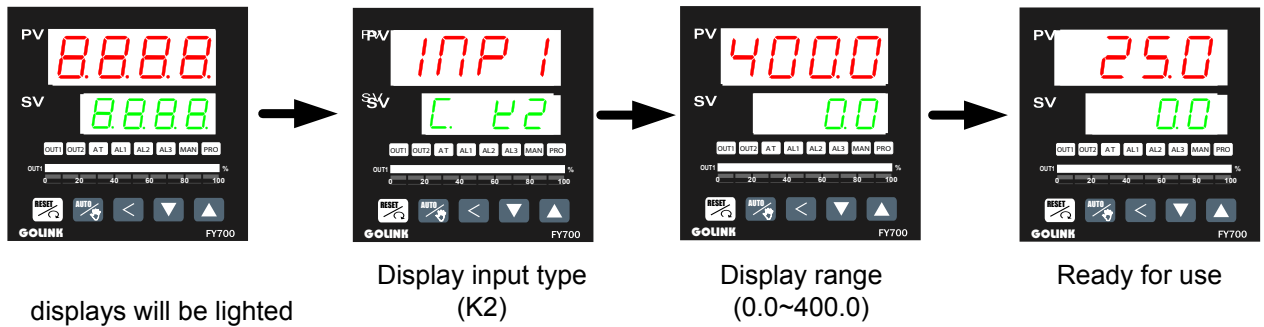 PV 8.8.8.8.
SV 8.8.8.8.
OUT1 OUT2 AT AL1 AL2 AL3 MAN PRO
OUT1 %
0 20 40 60 80 100
RESET AUTO
GOLINK FY700
displays will be lighted
PV INP1
SV C. K2
OUT1 OUT2 AT AL1 AL2 AL3 MAN PRO
OUT1 %
0 20 40 60 80 100
RESET AUTO
GOLINK FY700
Display input type
(K2)
PV 400.0
SV 0.0
OUT1 OUT2 AT AL1 AL2 AL3 MAN PRO
OUT1 %
0 20 40 60 80 100
RESET AUTO
GOLINK FY700
Display range
(0.0~400.0)
PV 25.0
SV 0.0
OUT1 OUT2 AT AL1 AL2 AL3 MAN PRO
OUT1 %
0 20 40 60 80 100
RESET AUTO
GOLINK FY700
Ready for use